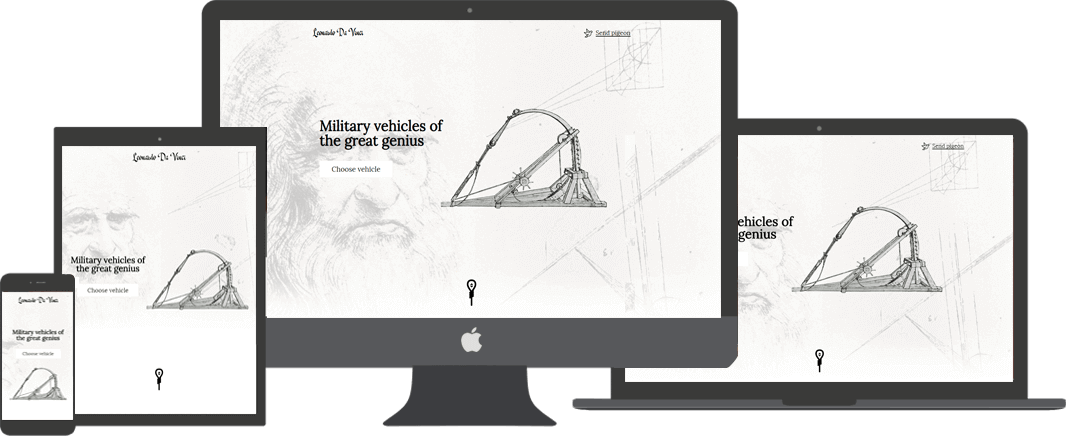 Leonardo Da Vinci
Send pigeon
Military vehicles of
the great genius
Choose vehicle
Leonardo Da Vinci
Military vehicles of
the great genius
Choose vehicle
Leonardo Da Vinci
Military vehicles of
the great genius
Choose vehicle
Send pigeon
ehicles of
genius